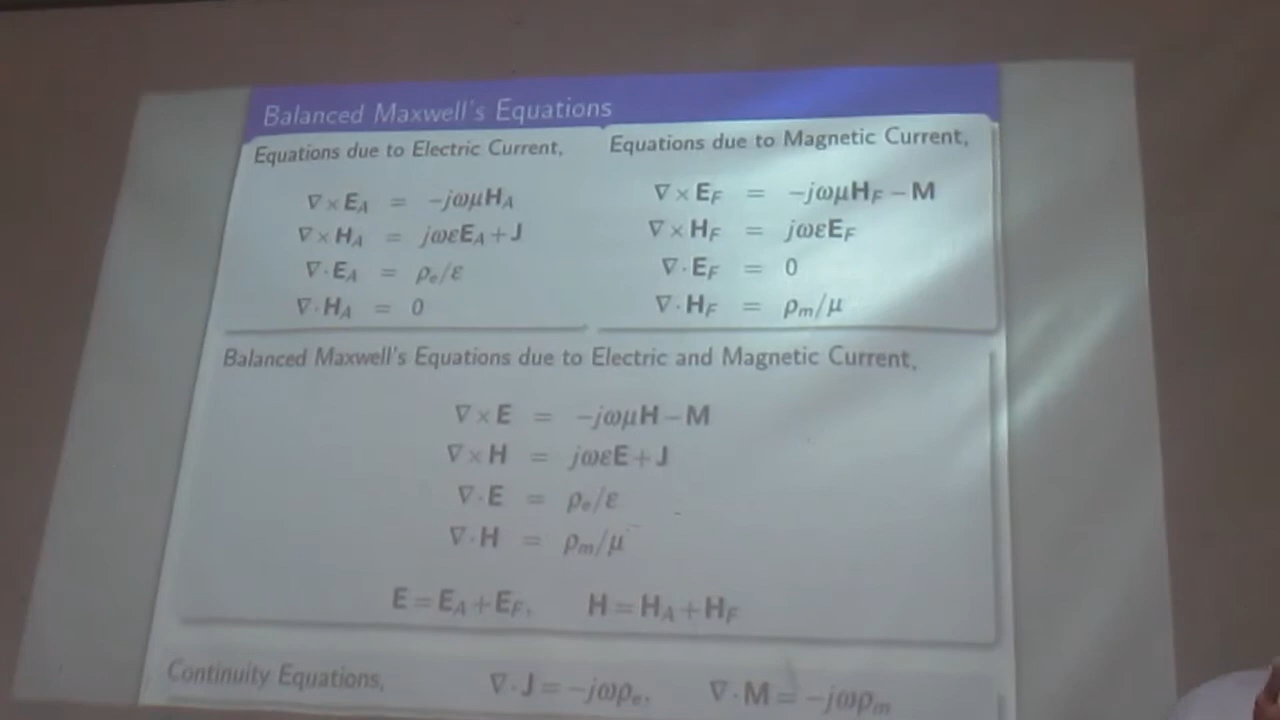 Balanced Maxwell's Equations
Equations due to Electric Current,
∇×E_A = −jωμH_A
∇×H_A = jωεE_A+J
∇·E_A = ρ_e/ε
∇·H_A = 0
Equations due to Magnetic Current,
∇×E_F = −jωμH_F−M
∇×H_F = jωεE_F
∇·E_F = 0
∇·H_F = ρ_m/μ
Balanced Maxwell's Equations due to Electric and Magnetic Current,
∇×E = −jωμH−M
∇×H = jωεE+J
∇·E = ρ_e/ε
∇·H = ρ_m/μ
E=E_A+E_F, H=H_A+H_F
Continuity Equations, ∇·J=−jωρ_e, ∇·M=−jωρ_m